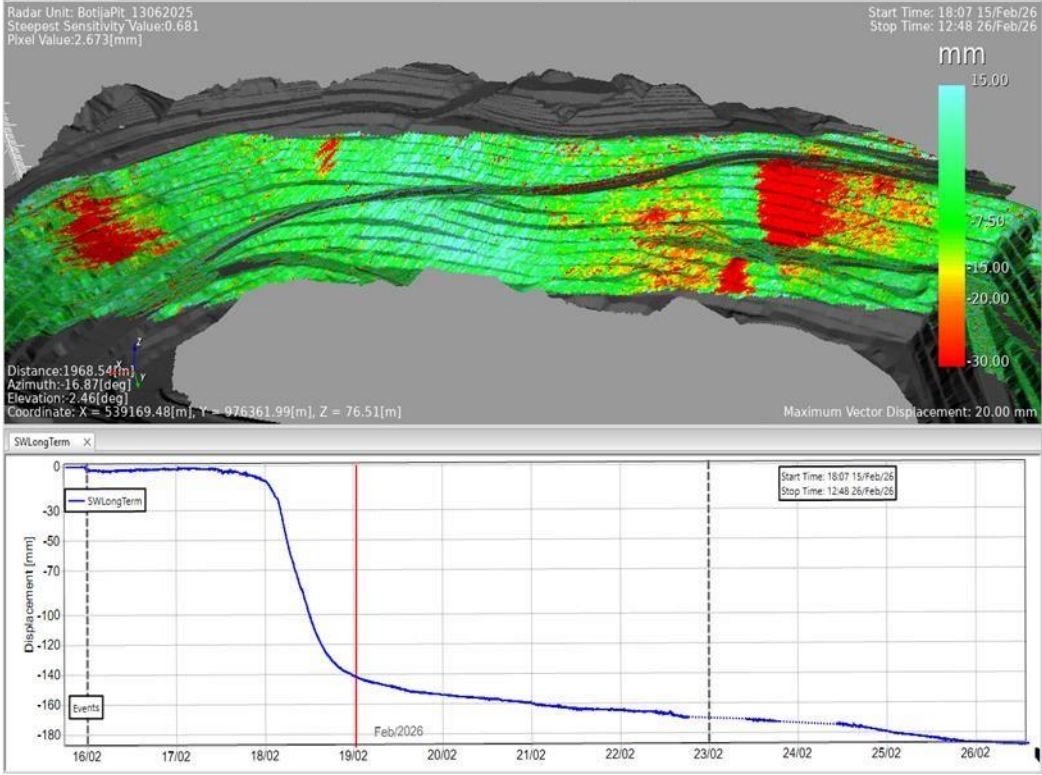 Radar Unit: BotijaPit_13062025
Steepest Sensitivity Value:0.681
Pixel Value:2.673[mm]
Start Time: 18:07 15/Feb/26
Stop Time: 12:48 26/Feb/26
mm
15.00
-7.50
-15.00
-20.00
-30.00
Z
X
Y
Distance:1968.54[m]
Azimuth:-16.87[deg]
Elevation:-2.46[deg]
Coordinate: X = 539169.48[m], Y = 976361.99[m], Z = 76.51[m]
Maximum Vector Displacement: 20.00 mm
SWLongTerm X
Start Time: 18:07 15/Feb/26
Stop Time: 12:48 26/Feb/26
SWLongTerm
Displacement [mm]
0
-30
-50
-70
-100
-120
-140
-160
-180
Events
Feb/2026
16/02 17/02 18/02 19/02 20/02 21/02 22/02 23/02 24/02 25/02 26/02